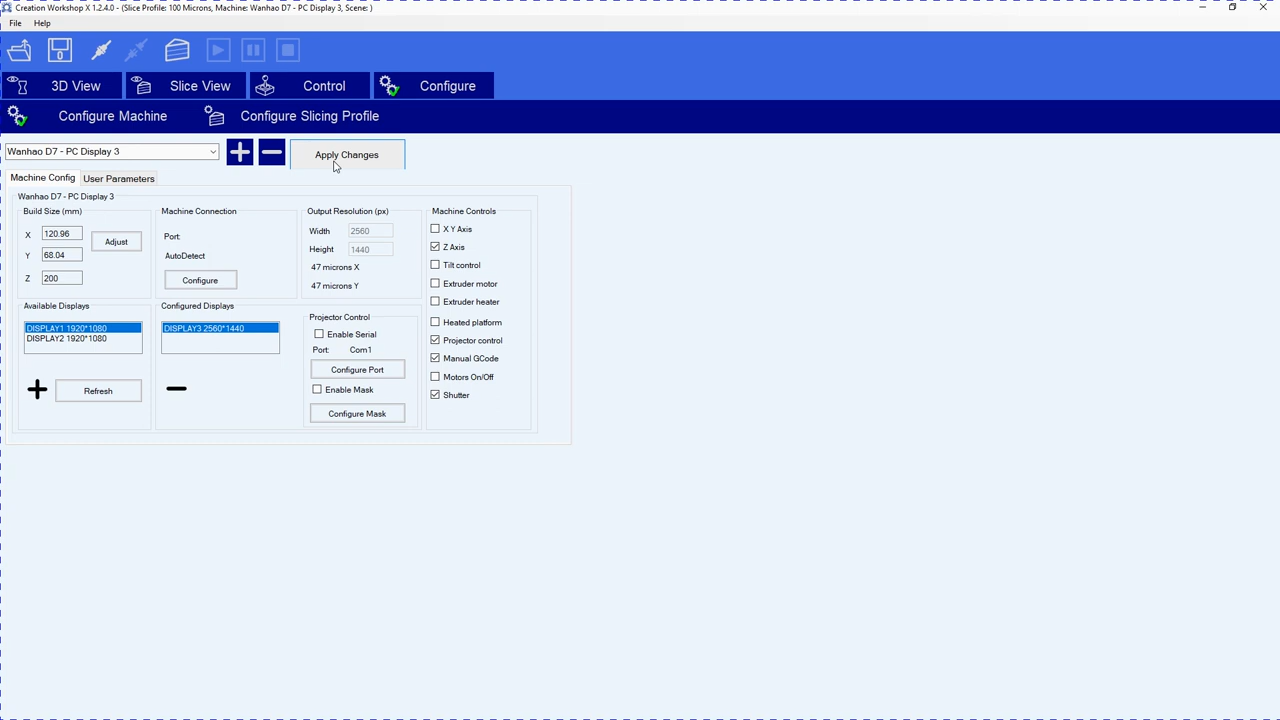 Creation Workshop X 1.2.4.0 - (Slice Profile: 100 Microns, Machine: Wanhao D7 - PC Display 3, Scene: )
File Help
3D View Slice View Control Configure
Configure Machine Configure Slicing Profile
Wanhao D7 - PC Display 3 Apply Changes
Machine Config User Parameters
Wanhao D7 - PC Display 3
Build Size (mm)
X 120.96
Adjust
Y 68.04
Z 200
Machine Connection
Port:
AutoDetect
Configure
Output Resolution (px)
Width 2560
Height 1440
47 microns X
47 microns Y
Machine Controls
X Y Axis
Z Axis
Tilt control
Extruder motor
Extruder heater
Heated platform
Projector control
Manual GCode
Motors On/Off
Shutter
Available Displays
DISPLAY1 1920*1080
DISPLAY2 1920*1080
Refresh
Configured Displays
DISPLAY3 2560*1440
Projector Control
Enable Serial
Port: Com1
Configure Port
Enable Mask
Configure Mask